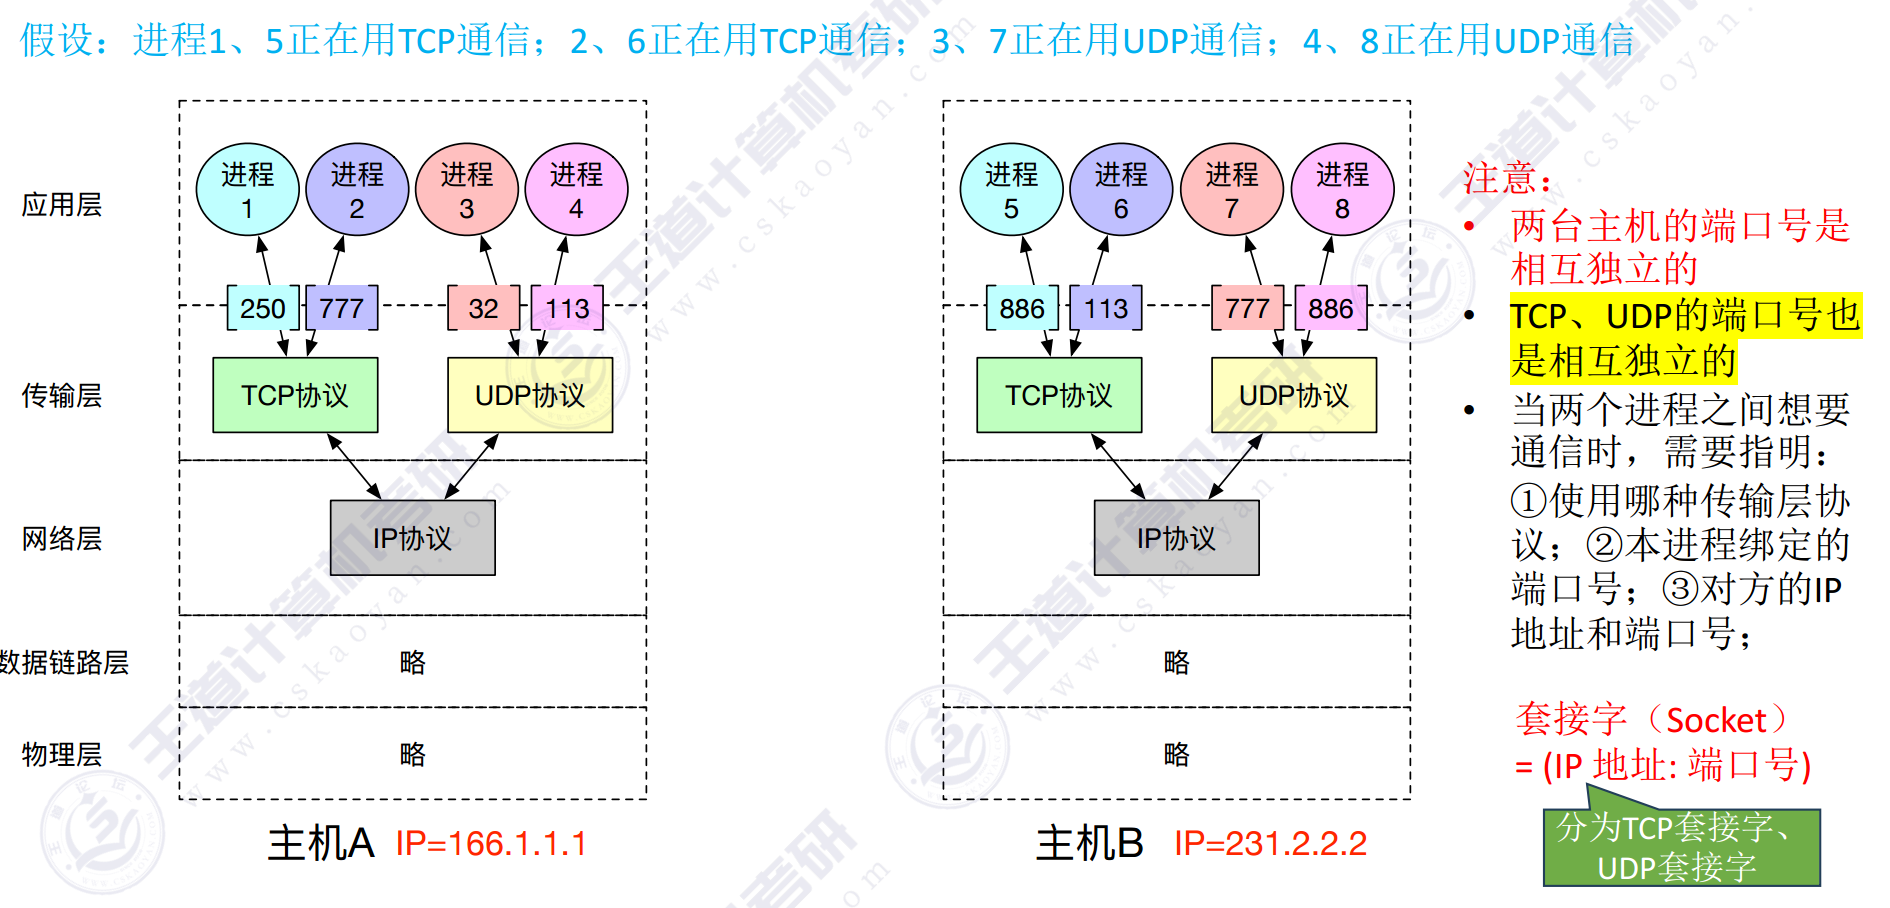 假设：进程1、5正在用TCP通信；2、6正在用TCP通信；3、7正在用UDP通信；4、8正在用UDP通信
应用层
进程
1
进程
2
进程
3
进程
4
250
777
32
113
传输层
TCP协议
UDP协议
网络层
IP协议
数据链路层
略
物理层
略
主机A IP=166.1.1.1
进程
5
进程
6
进程
7
进程
8
886
113
777
886
TCP协议
UDP协议
IP协议
略
略
主机B IP=231.2.2.2
注意：
• 两台主机的端口号是
相互独立的
• TCP、UDP的端口号也
是相互独立的
• 当两个进程之间想要
通信时，需要指明：
①使用哪种传输层协
议；②本进程绑定的
端口号；③对方的IP
地址和端口号；
套接字（Socket）
= (IP 地址: 端口号)
分为TCP套接字、
UDP套接字
王道计算机考研
www.cskaoyan.com